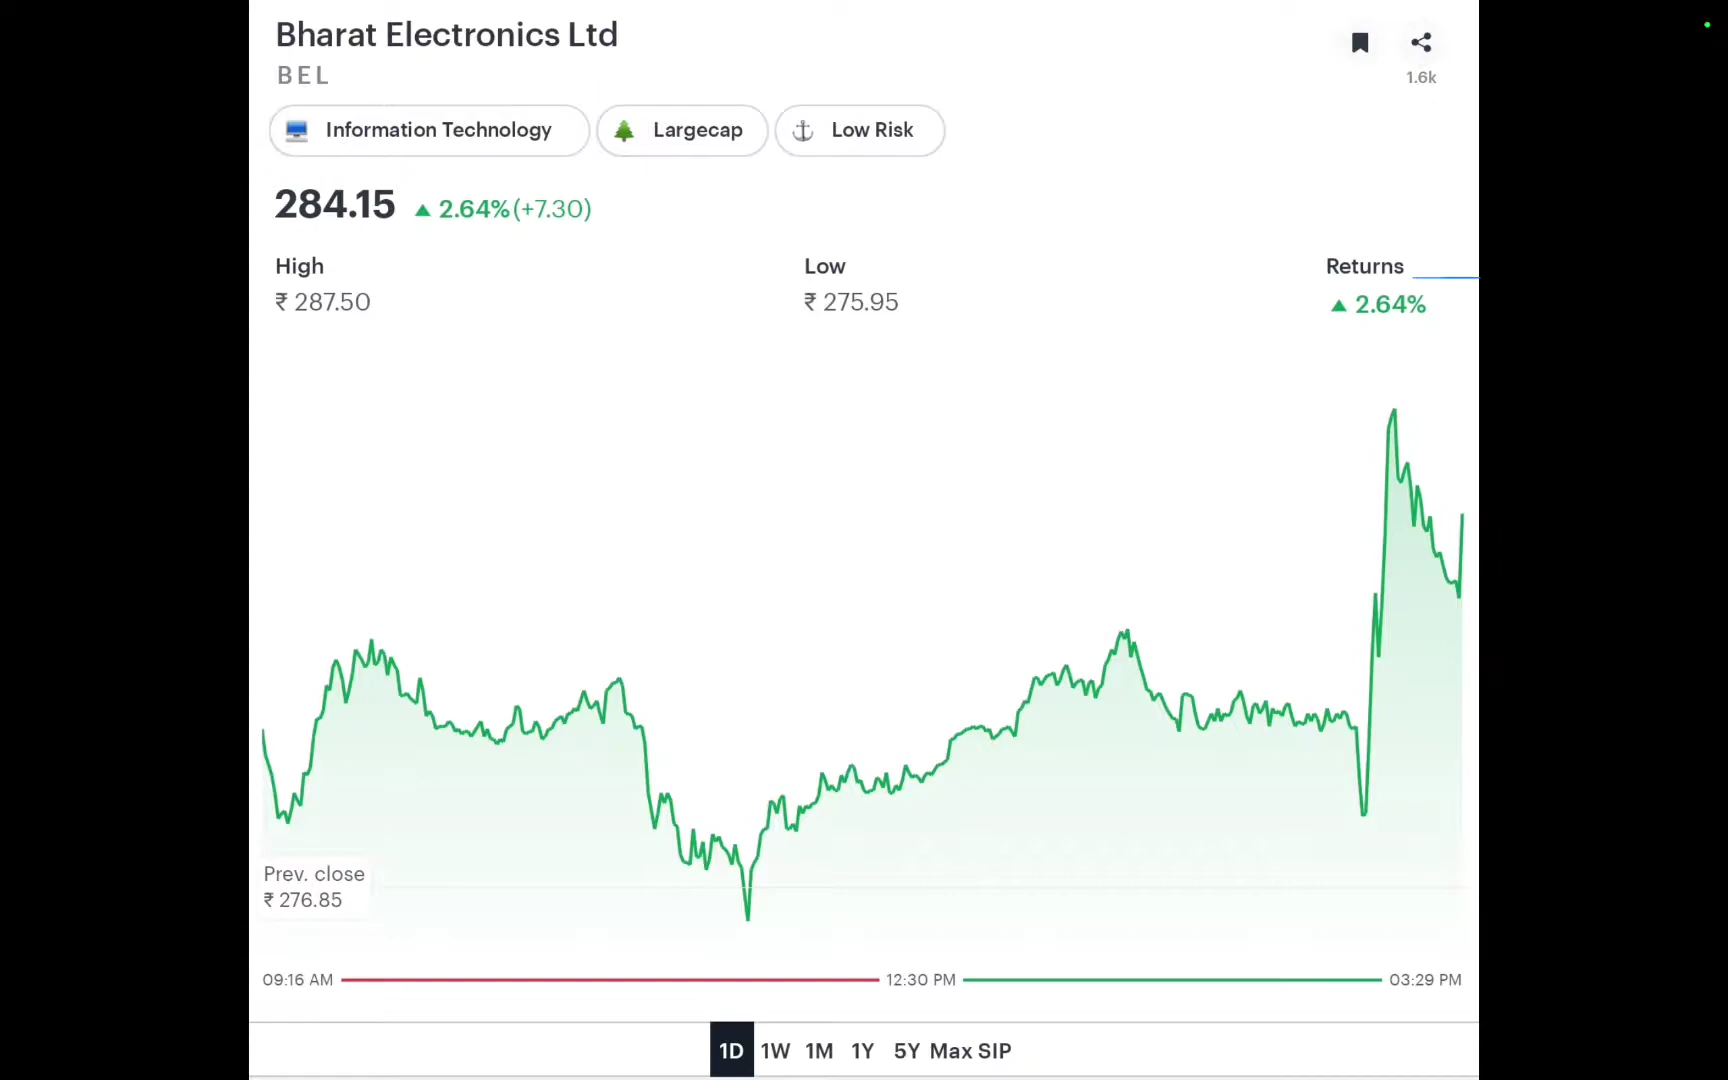 Bharat Electronics Ltd
BEL
1.6k
Information Technology Largecap Low Risk
284.15 ▲ 2.64% (+7.30)
High Low Returns
₹ 287.50 ₹ 275.95 ▲ 2.64%
Prev. close
₹ 276.85
09:16 AM 12:30 PM 03:29 PM
1D 1W 1M 1Y 5Y Max SIP